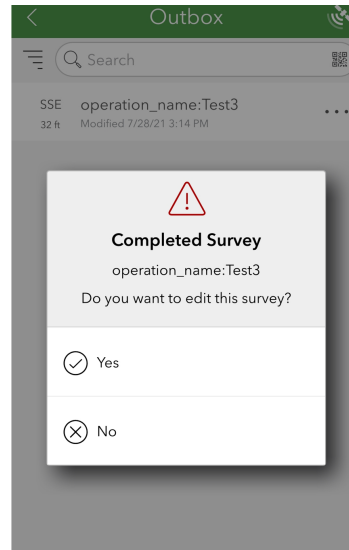 Outbox
Search
SSE operation_name:Test3
32 ft Modified 7/28/21 3:14 PM
Completed Survey
operation_name:Test3
Do you want to edit this survey?
Yes
No